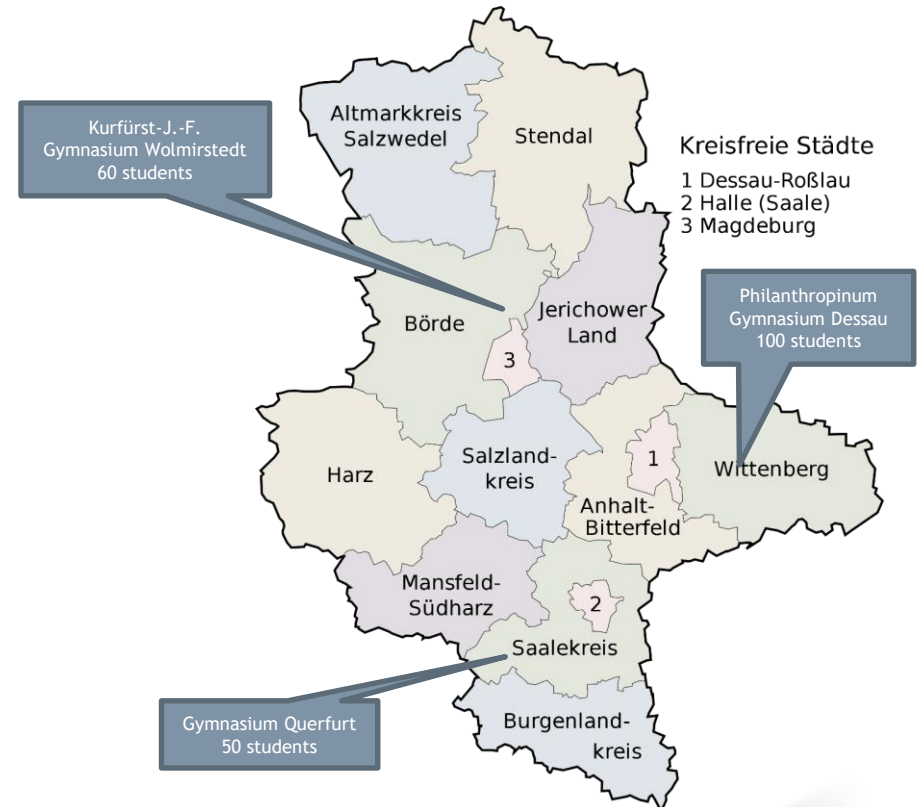 Altmarkkreis
Salzwedel
Stendal
Kurfürst-J.-F.
Gymnasium Wolmirstedt
60 students
Kreisfreie Städte
1 Dessau-Roßlau
2 Halle (Saale)
3 Magdeburg
Philanthropinum
Gymnasium Dessau
100 students
Börde
Jerichower
Land
3
Harz
Salzland-
kreis
1
Wittenberg
Anhalt-
Bitterfeld
Mansfeld-
Südharz
2
Saalekreis
Gymnasium Querfurt
50 students
Burgenland-
kreis